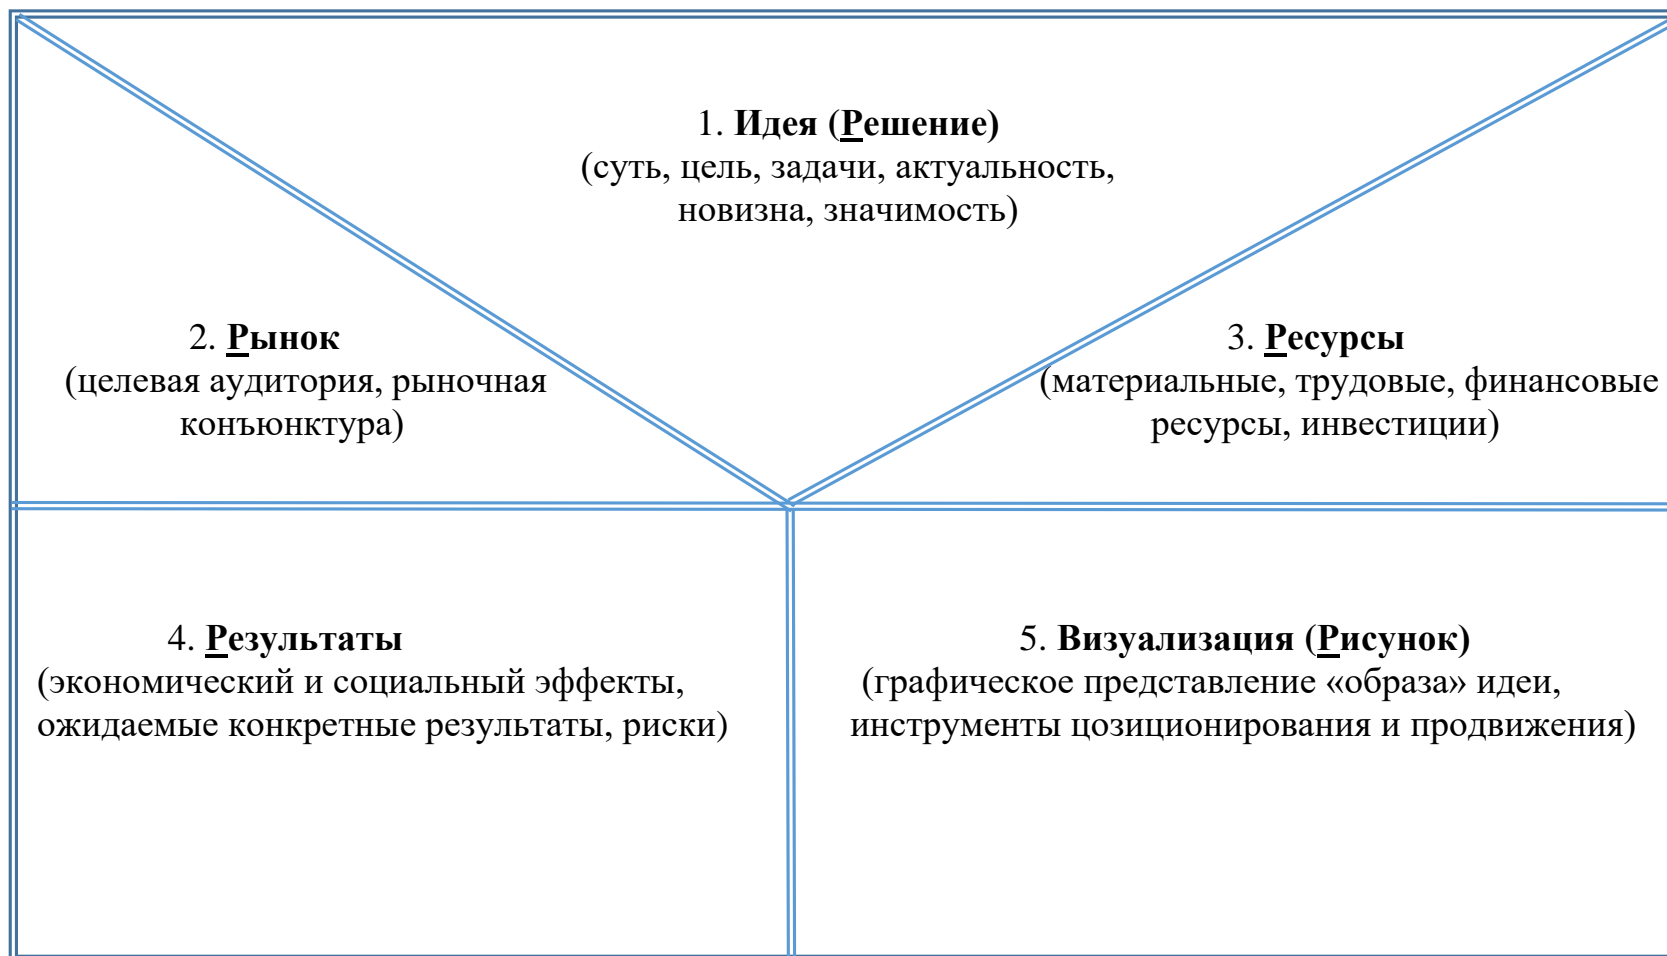 1. Идея (Решение)
(суть, цель, задачи, актуальность,
новизна, значимость)
2. Рынок
(целевая аудитория, рыночная
конъюнктура)
3. Ресурсы
(материальные, трудовые, финансовые
ресурсы, инвестиции)
4. Результаты
(экономический и социальный эффекты,
ожидаемые конкретные результаты, риски)
5. Визуализация (Рисунок)
(графическое представление «образа» идеи,
инструменты цозиционирования и продвижения)